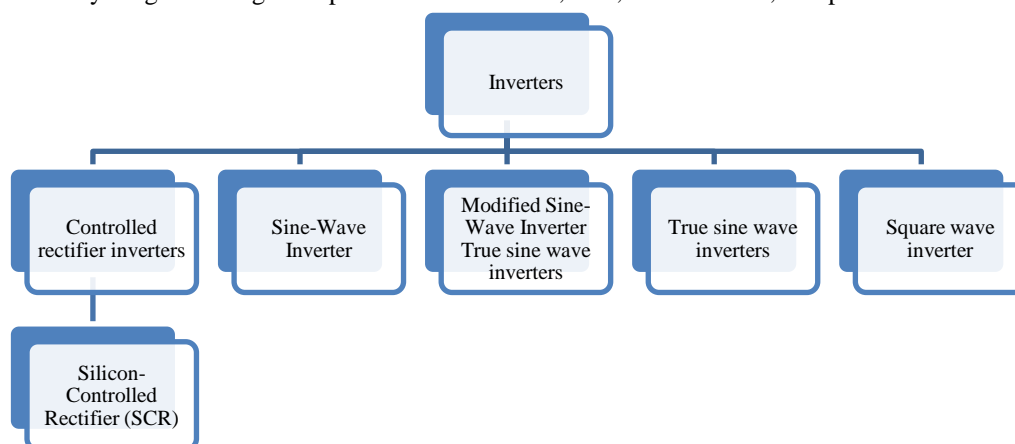 Inverters
Controlled
rectifier inverters
Sine-Wave
Inverter
Modified Sine-
Wave Inverter
True sine wave
inverters
True sine wave
inverters
Square wave
inverter
Silicon-
Controlled
Rectifier (SCR)